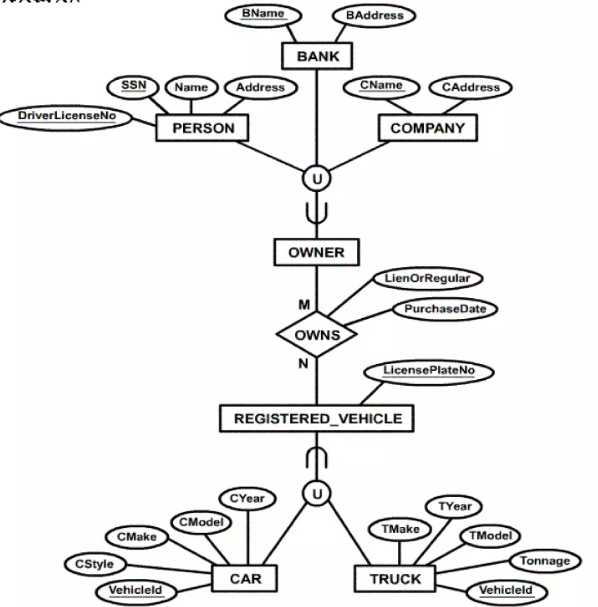 BName BAddress
BANK
SSN Name Address CName CAddress
DriverLicenseNo
PERSON COMPANY
U
OWNER
LienOrRegular
M
PurchaseDate
OWNS
N
LicensePlateNo
REGISTERED_VEHICLE
U
CYear TYear
CModel TMake
CMake TModel
CStyle Tonnage
CAR TRUCK
VehicleId VehicleId